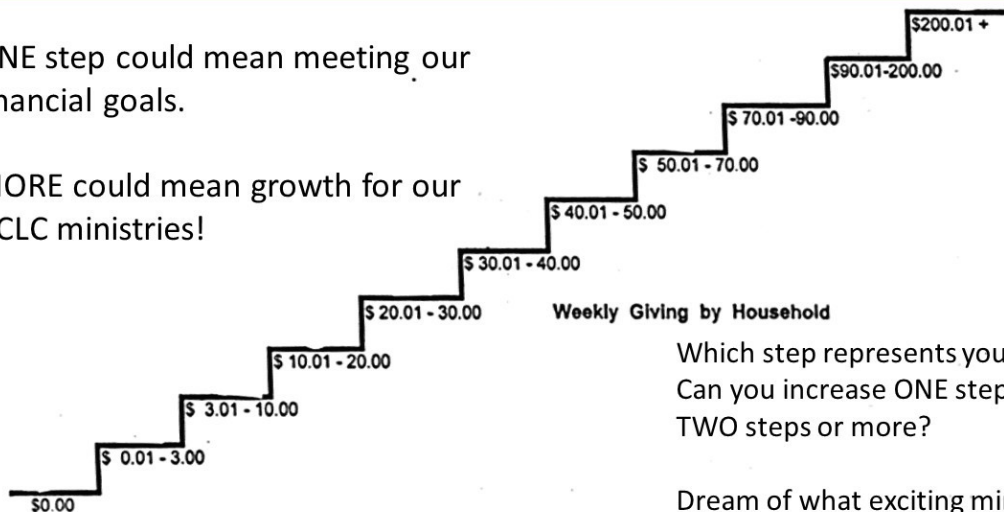 NE step could mean meeting our
nancial goals.
ORE could mean growth for our
CLC ministries!
$200.01 +
$90.01-200.00
$ 70.01 -90.00
$ 50.01 - 70.00
$ 40.01 - 50.00
$ 30.01 - 40.00
$ 20.01 - 30.00
$ 10.01 - 20.00
$ 3.01 - 10.00
$ 0.01 - 3.00
$0.00
Weekly Giving by Household
Which step represents you
Can you increase ONE step
TWO steps or more?
Dream of what exciting mi